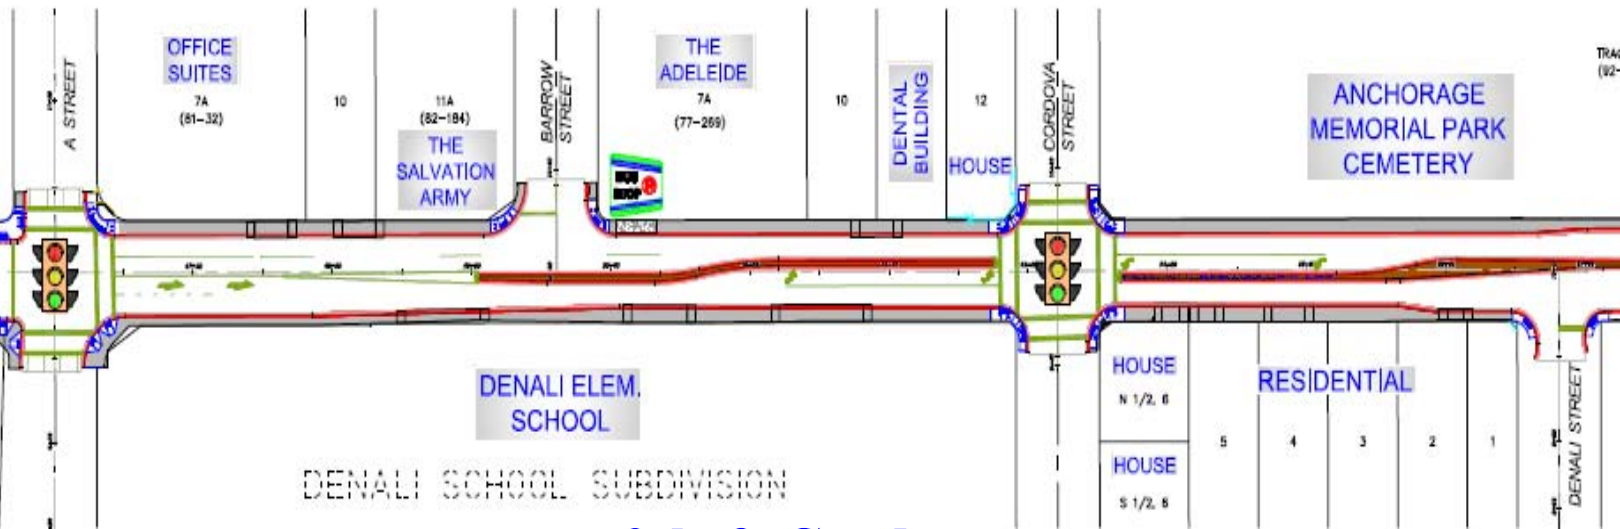 A STREET
OFFICE
SUITES
7A
(81-32)
10
11A
(82-184)
THE
SALVATION
ARMY
BARROW
STREET
THE
ADELEIDE
7A
(77-269)
BUS
STOP
10
DENTAL
BUILDING
12
HOUSE
CORDOVA
STREET
ANCHORAGE
MEMORIAL PARK
CEMETERY
DENALI ELEM.
SCHOOL
DENALI SCHOOL SUBDIVISION
HOUSE
N 1/2, 6
HOUSE
S 1/2, 6
RESIDENTIAL
5
4
3
2
1
DENALI STREET